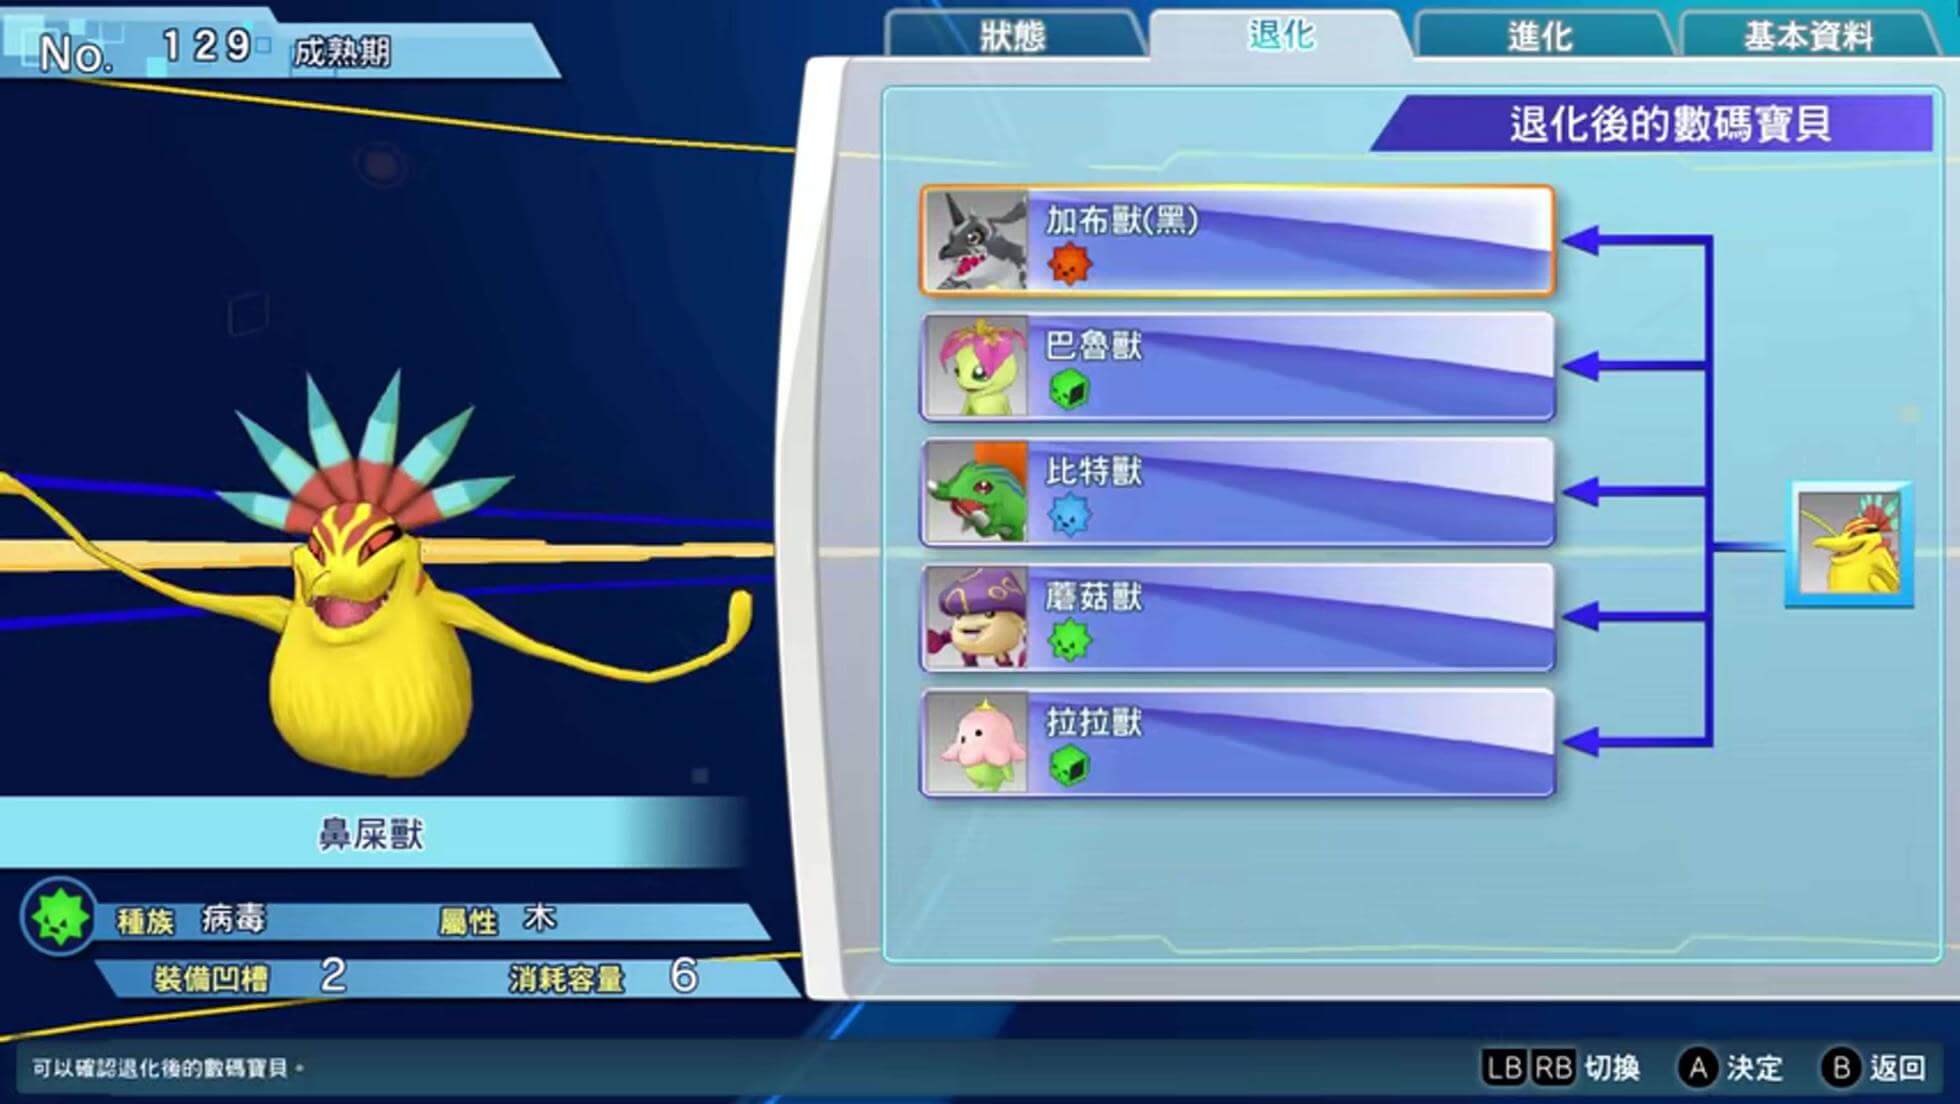 No. 129 成熟期
狀態 退化 進化 基本資料
退化後的數碼寶貝
加布獸(黑)
巴魯獸
比特獸
蘑菇獸
拉拉獸
鼻屎獸
種族 病毒 屬性 木
裝備凹槽 2 消耗容量 6
可以確認退化後的數碼寶貝。
LB RB 切換 A 決定 B 返回